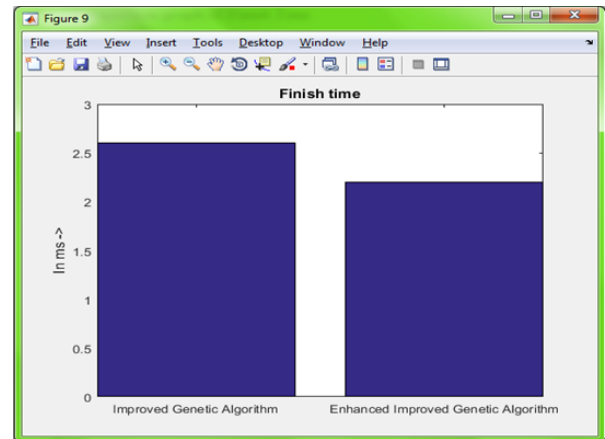 Figure 9
File Edit View Insert Tools Desktop Window Help
Finish time
3
2.5
2
1.5
1
0.5
0
In ms ->
Improved Genetic Algorithm Enhanced Improved Genetic Algorithm